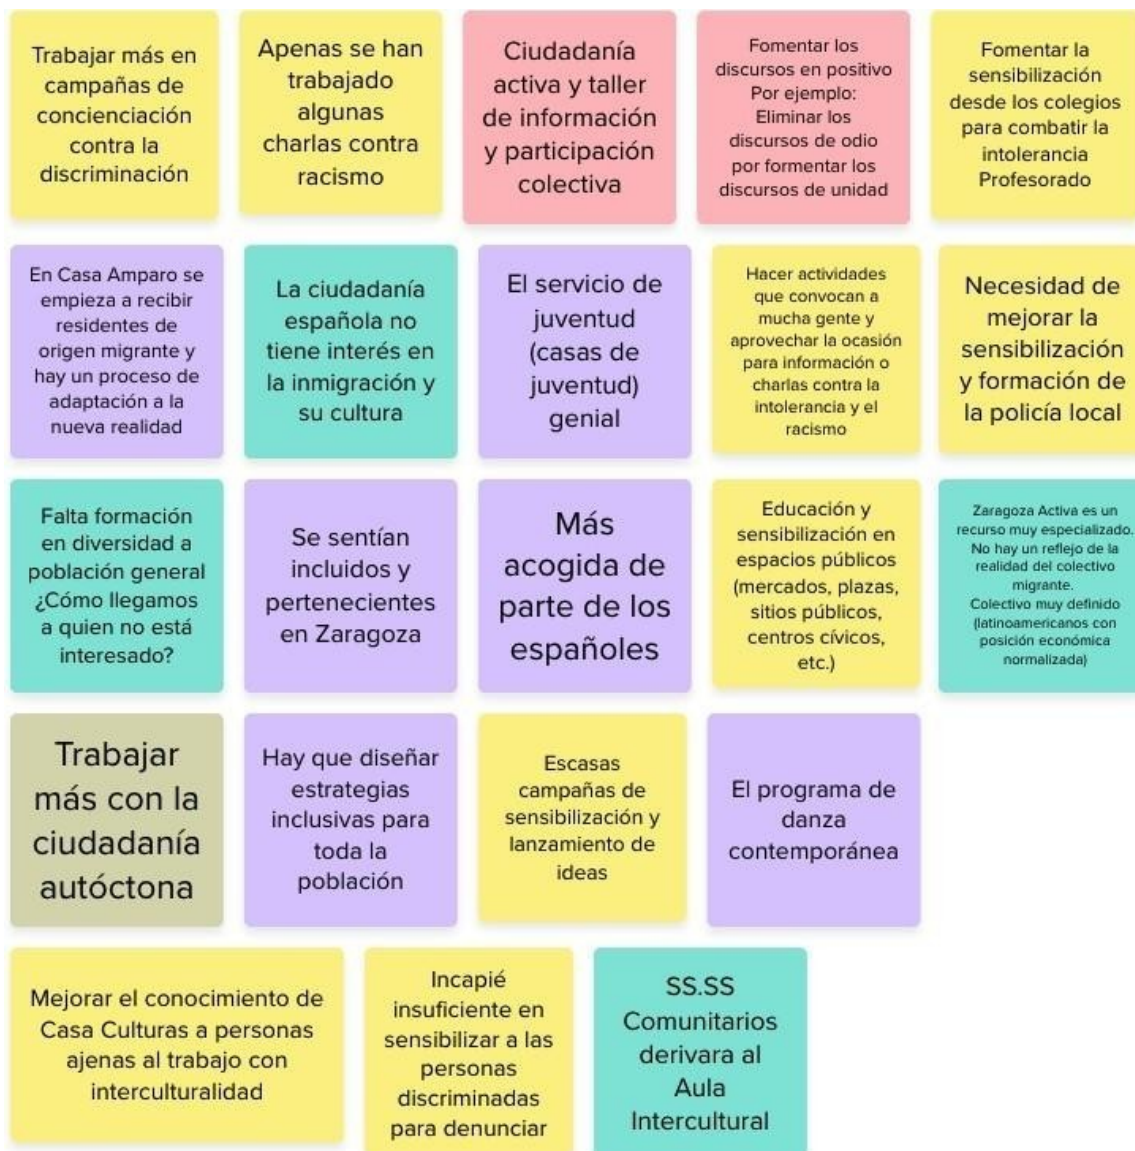 Trabajar más en
campañas de
concienciación
contra la
discriminación
Apenas se han
trabajado
algunas
charlas contra
racismo
Ciudadanía
activa y taller
de información
y participación
colectiva
Fomentar los
discursos en positivo
Por ejemplo:
Eliminar los
discursos de odio
por formentar los
discursos de unidad
Fomentar la
sensibilización
desde los colegios
para combatir la
intolerancia
Profesorado
En Casa Amparo se
empieza a recibir
residentes de
origen migrante y
hay un proceso de
adaptación a la
nueva realidad
La ciudadanía
española no
tiene interés en
la inmigración y
su cultura
El servicio de
juventud
(casas de
juventud)
genial
Hacer actividades
que convocan a
mucha gente y
aprovechar la ocasión
para información o
charlas contra la
intolerancia y el
racismo
Necesidad de
mejorar la
sensibilización
y formación de
la policía local
Falta formación
en diversidad a
población general
¿Cómo llegamos
a quien no está
interesado?
Se sentían
incluidos y
pertenecientes
en Zaragoza
Más
acogida de
parte de los
españoles
Educación y
sensibilización en
espacios públicos
(mercados, plazas,
sitios públicos,
centros cívicos,
etc.)
Zaragoza Activa es un
recurso muy especializado.
No hay un reflejo de la
realidad del colectivo
migrante.
Colectivo muy definido
(latinoamericanos con
posición económica
normalizada)
Trabajar
más con la
ciudadanía
autóctona
Hay que diseñar
estrategias
inclusivas para
toda la
población
Escasas
campañas de
sensibilización y
lanzamiento de
ideas
El programa de
danza
contemporánea
Mejorar el conocimiento de
Casa Culturas a personas
ajenas al trabajo con
interculturalidad
Incapié
insuficiente en
sensibilizar a las
personas
discriminadas
para denunciar
SS.SS
Comunitarios
derivara al
Aula
Intercultural